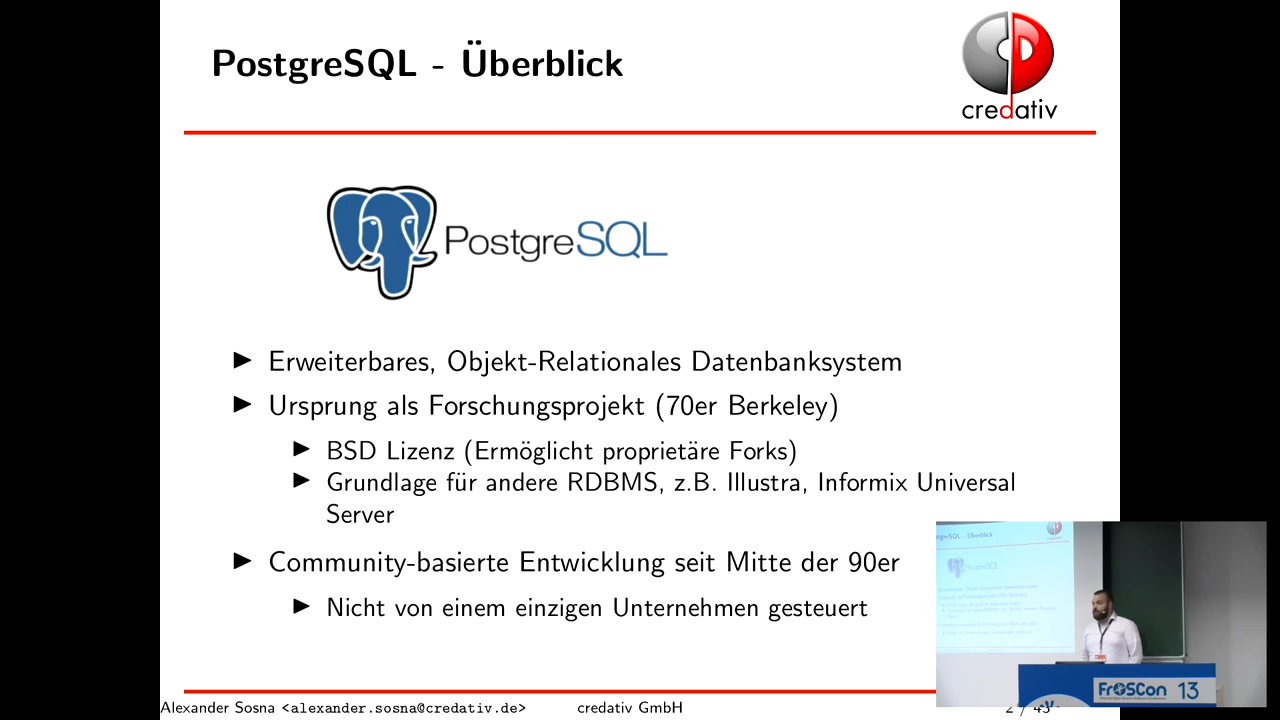 PostgreSQL - Überblick
credativ
PostgreSQL
Erweiterbares, Objekt-Relationales Datenbanksystem
Ursprung als Forschungsprojekt (70er Berkeley)
BSD Lizenz (Ermöglicht proprietäre Forks)
Grundlage für andere RDBMS, z.B. Illustra, Informix Universal
Server
Community-basierte Entwicklung seit Mitte der 90er
Nicht von einem einzigen Unternehmen gesteuert
FrOSCon 13
Alexander Sosna <alexander.sosna@credativ.de> credativ GmbH 2 / 45